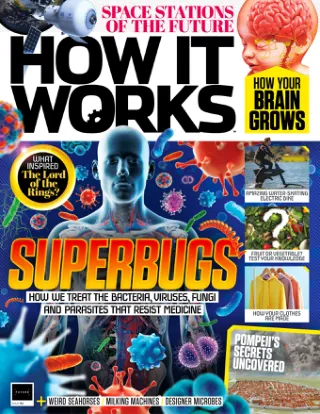 SPACE STATIONS
OF THE FUTURE
HOW IT
WORKS
HOW YOUR
BRAIN
GROWS
WHAT
INSPIRED
The Lord
of the
Rings?
AMAZING WATER-SKATING
ELECTRIC BIKE
?
FRUIT OR VEGETABLE?
TEST YOUR KNOWLEDGE
SUPERBUGS
HOW WE TREAT THE BACTERIA, VIRUSES, FUNGI
AND PARASITES THAT RESIST MEDICINE
HOW YOUR CLOTHES
ARE MADE
POMPEII'S
SECRETS
UNCOVERED
FUTURE
+ WEIRD SEAHORSES MILKING MACHINES DESIGNER MICROBES